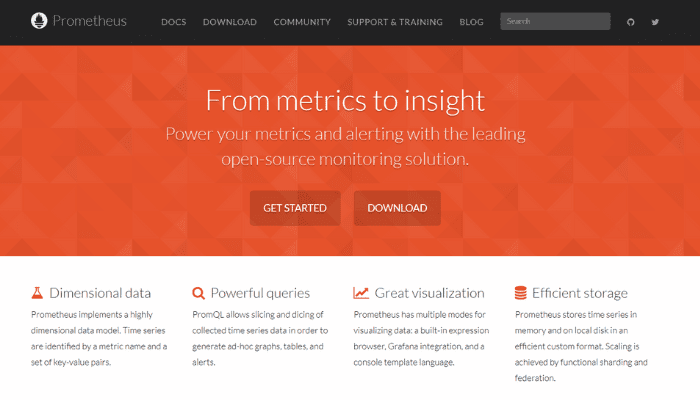 Prometheus
DOCS
DOWNLOAD
COMMUNITY
SUPPORT & TRAINING
BLOG
Search
From metrics to insight
Power your metrics and alerting with the leading
open-source monitoring solution.
GET STARTED
DOWNLOAD
Dimensional data
Prometheus implements a highly
dimensional data model. Time series
are identified by a metric name and a
set of key-value pairs.
Powerful queries
PromQL allows slicing and dicing of
collected time series data in order to
generate ad-hoc graphs, tables, and
alerts.
Great visualization
Prometheus has multiple modes for
visualizing data: a built-in expression
browser, Grafana integration, and a
console template language.
Efficient storage
Prometheus stores time series in
memory and on local disk in an
efficient custom format. Scaling is
achieved by functional sharding and
federation.